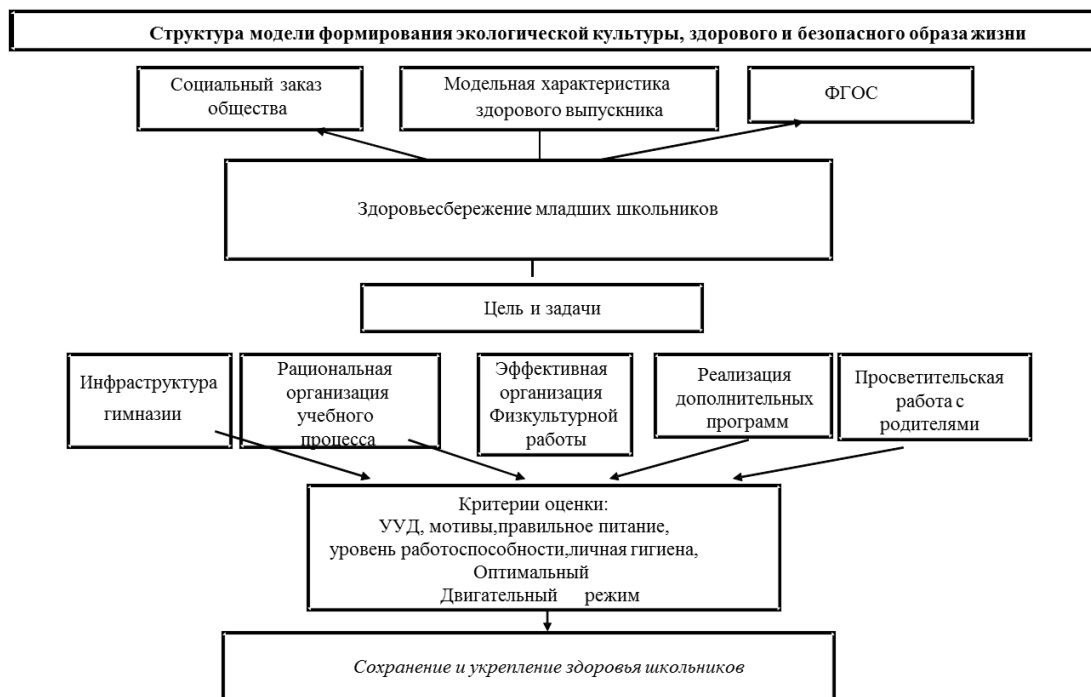 Структура модели формирования экологической культуры, здорового и безопасного образа жизни
Социальный заказ
общества
Модельная характеристика
здорового выпускника
ФГОС
Здоровьесбережение младших школьников
Цель и задачи
Инфраструктура
гимназии
Рациональная
организация
учебного
процесса
Эффективная
организация
Физкультурной
работы
Реализация
дополнительных
программ
Просветительская
работа с
родителями
Критерии оценки:
УУД, мотивы,правильное питание,
уровень работоспособности,личная гигиена,
Оптимальный
Двигательный режим
Сохранение и укрепление здоровья школьников